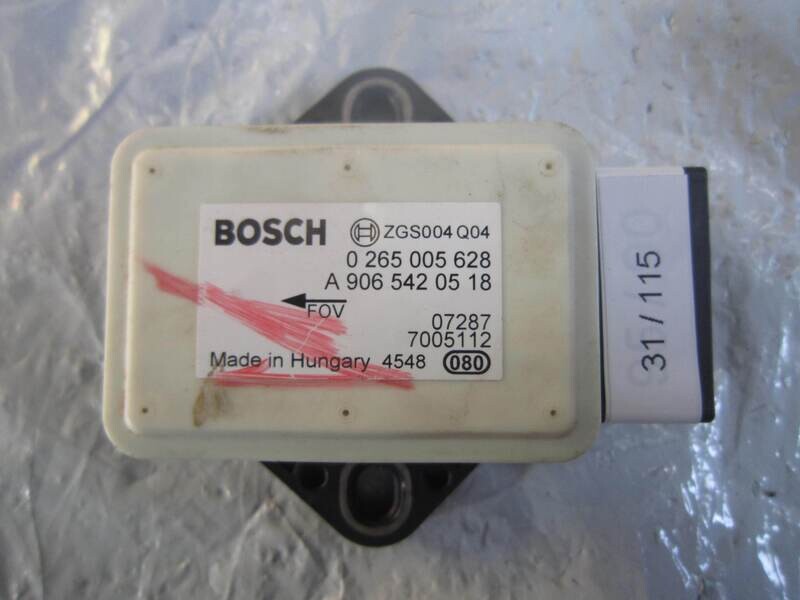 BOSCH ZGS004 Q04
0 265 005 628
A 906 542 05 18
FOV
07287
7005112
Made in Hungary 4548 080
31/115